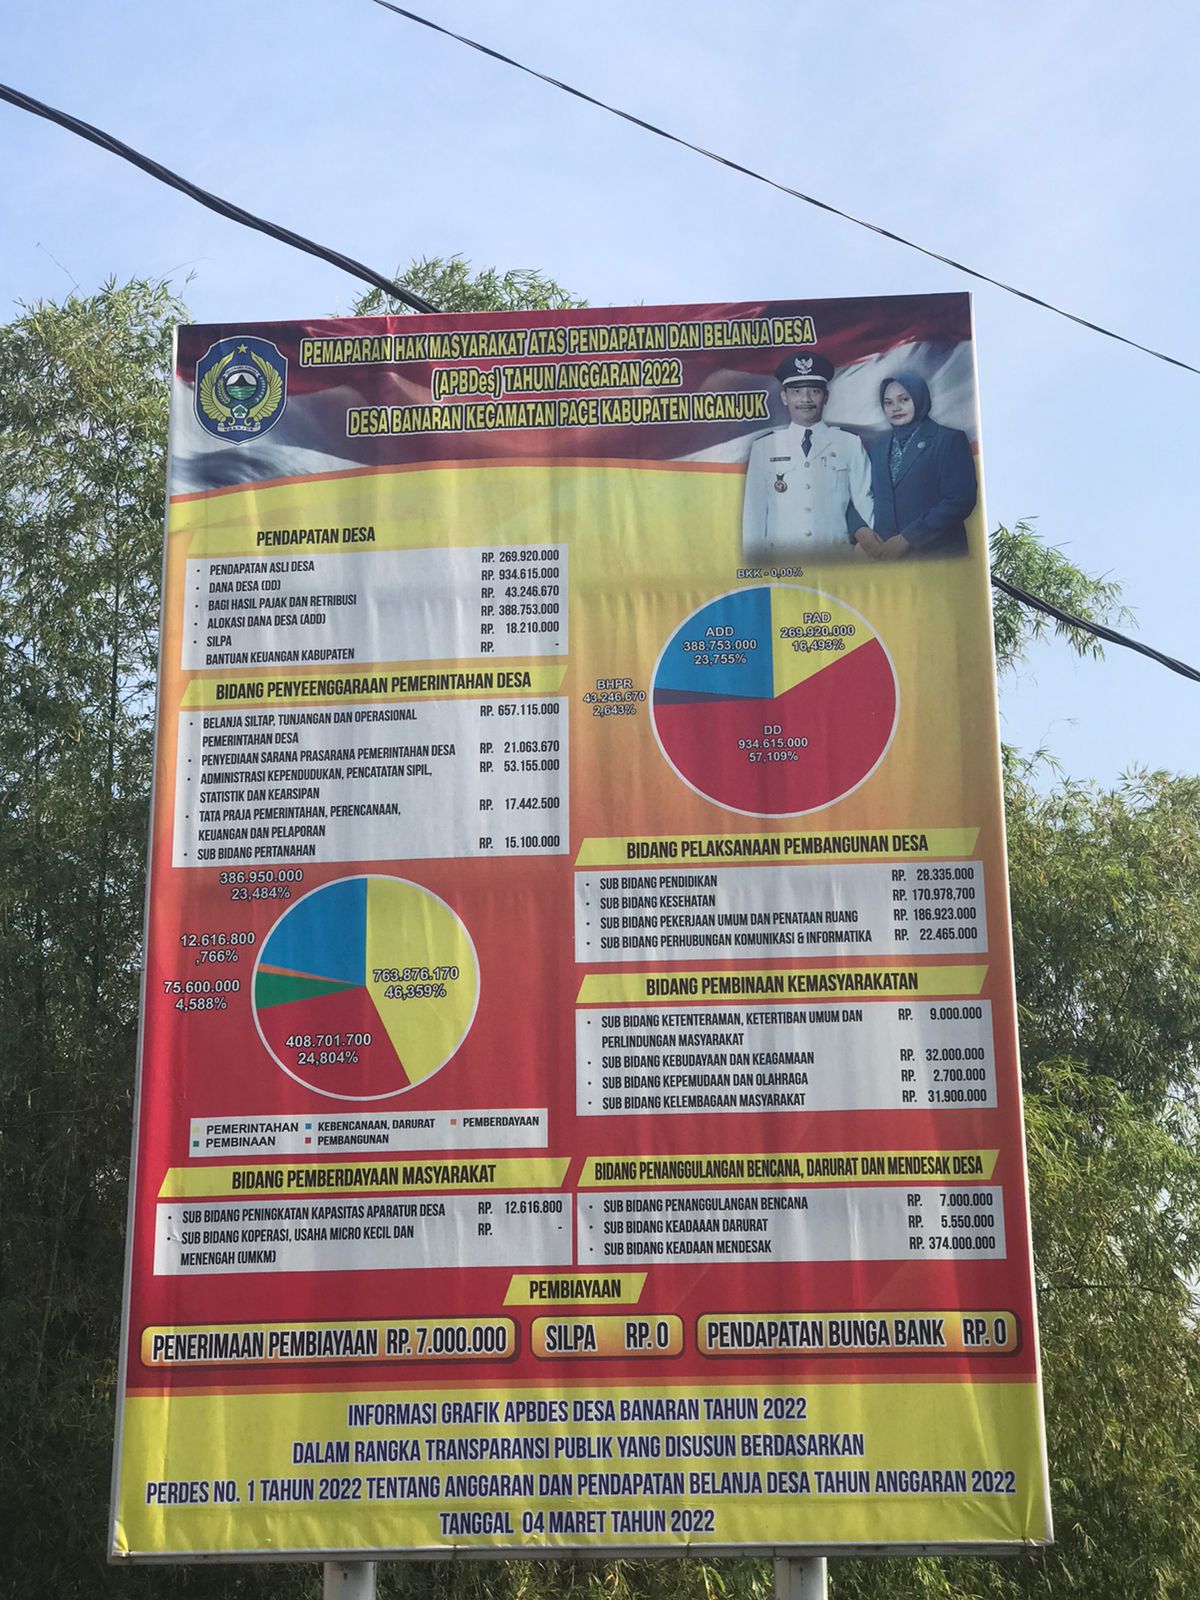 PEMAPARAN HAK MASYARAKAT ATAS PENDAPATAN DAN BELANJA DESA
(APBDes) TAHUN ANGGARAN 2022
DESA BANARAN KECAMATAN PACE KABUPATEN NGANJUK
PENDAPATAN DESA
• PENDAPATAN ASLI DESA RP. 269.920.000
• DANA DESA (DD) RP. 934.615.000
• BAGI HASIL PAJAK DAN RETRIBUSI RP. 43.246.670
• ALOKASI DANA DESA (ADD) RP. 388.753.000
• SILPA RP. 18.210.000
BANTUAN KEUANGAN KABUPATEN RP. -
BIDANG PENYEENGGARAAN PEMERINTAHAN DESA
• BELANJA SILTAP, TUNJANGAN DAN OPERASIONAL RP. 657.115.000
PEMERINTAHAN DESA
• PENYEDIAAN SARANA PRASARANA PEMERINTAHAN DESA RP. 21.063.670
• ADMINISTRASI KEPENDUDUKAN, PENCATATAN SIPIL, RP. 53.155.000
STATISTIK DAN KEARSIPAN
• TATA PRAJA PEMERINTAHAN, PERENCANAAN, RP. 17.442.500
KEUANGAN DAN PELAPORAN
• SUB BIDANG PERTANAHAN RP. 15.100.000
386.950.000
23,484%
12.616.800
,766%
75.600.000
4,588%
763.876.170
46,359%
408.701.700
24,804%
PEMERINTAHAN KEBENCANAAN, DARURAT PEMBERDAYAAN
PEMBINAAN PEMBANGUNAN
BIDANG PEMBERDAYAAN MASYARAKAT
• SUB BIDANG PENINGKATAN KAPASITAS APARATUR DESA RP. 12.616.800
• SUB BIDANG KOPERASI, USAHA MICRO KECIL DAN RP. -
MENENGAH (UMKM)
BKK - 0,00%
PAD
269.920.000
16,493%
ADD
388.753.000
23,755%
BHPR
43.246.670
2,643%
DD
934.615.000
57,109%
BIDANG PELAKSANAAN PEMBANGUNAN DESA
• SUB BIDANG PENDIDIKAN RP. 28.335.000
• SUB BIDANG KESEHATAN RP. 170.978,700
• SUB BIDANG PEKERJAAN UMUM DAN PENATAAN RUANG RP. 186.923.000
• SUB BIDANG PERHUBUNGAN KOMUNIKASI & INFORMATIKA RP. 22.465.000
BIDANG PEMBINAAN KEMASYARAKATAN
• SUB BIDANG KETENTERAMAN, KETERTIBAN UMUM DAN RP. 9.000.000
PERLINDUNGAN MASYARAKAT
• SUB BIDANG KEBUDAYAAN DAN KEAGAMAAN RP. 32.000.000
• SUB BIDANG KEPEMUDAAN DAN OLAHRAGA RP. 2.700.000
• SUB BIDANG KELEMBAGAAN MASYARAKAT RP. 31.900.000
BIDANG PENANGGULANGAN BENCANA, DARURAT DAN MENDESAK DESA
• SUB BIDANG PENANGGULANGAN BENCANA RP. 7.000.000
• SUB BIDANG KEADAAAN DARURAT RP. 5.550.000
• SUB BIDANG KEADAAN MENDESAK RP. 374.000.000
PEMBIAYAAN
PENERIMAAN PEMBIAYAAN RP. 7.000.000
SILPA RP. 0
PENDAPATAN BUNGA BANK RP. 0
INFORMASI GRAFIK APBDES DESA BANARAN TAHUN 2022
DALAM RANGKA TRANSPARANSI PUBLIK YANG DISUSUN BERDASARKAN
PERDES NO. 1 TAHUN 2022 TENTANG ANGGARAN DAN PENDAPATAN BELANJA DESA TAHUN ANGGARAN 2022
TANGGAL 04 MARET TAHUN 2022